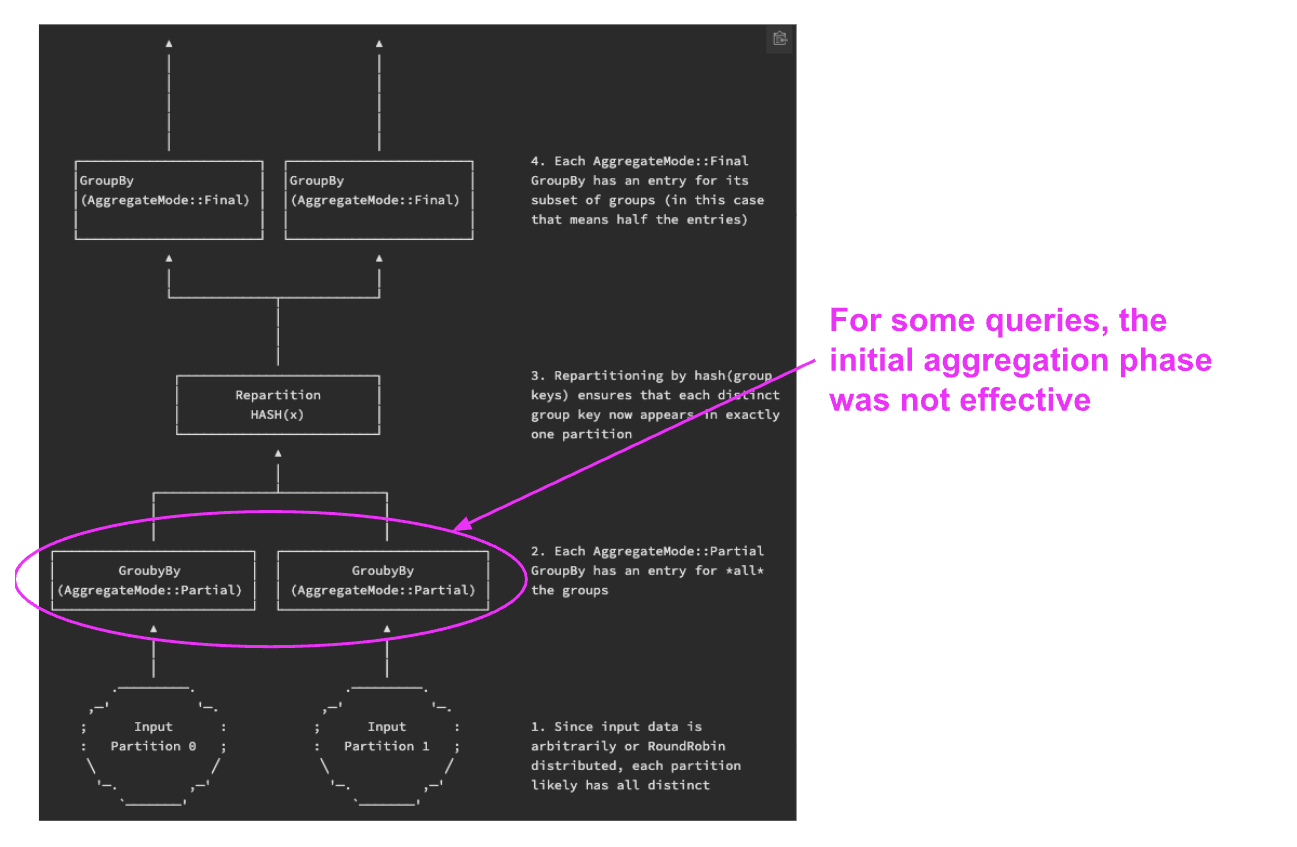 GroupBy
(AggregateMode::Final)
GroupBy
(AggregateMode::Final)
4. Each AggregateMode::Final
GroupBy has an entry for its
subset of groups (in this case
that means half the entries)
For some queries, the
initial aggregation phase
was not effective
Repartition
HASH(x)
3. Repartitioning by hash(group
keys) ensures that each distinct
group key now appears in exactly
one partition
GroubyBy
(AggregateMode::Partial)
GroubyBy
(AggregateMode::Partial)
2. Each AggregateMode::Partial
GroupBy has an entry for *all*
the groups
Input
Partition 0
Input
Partition 1
1. Since input data is
arbitrarily or RoundRobin
distributed, each partition
likely has all distinct